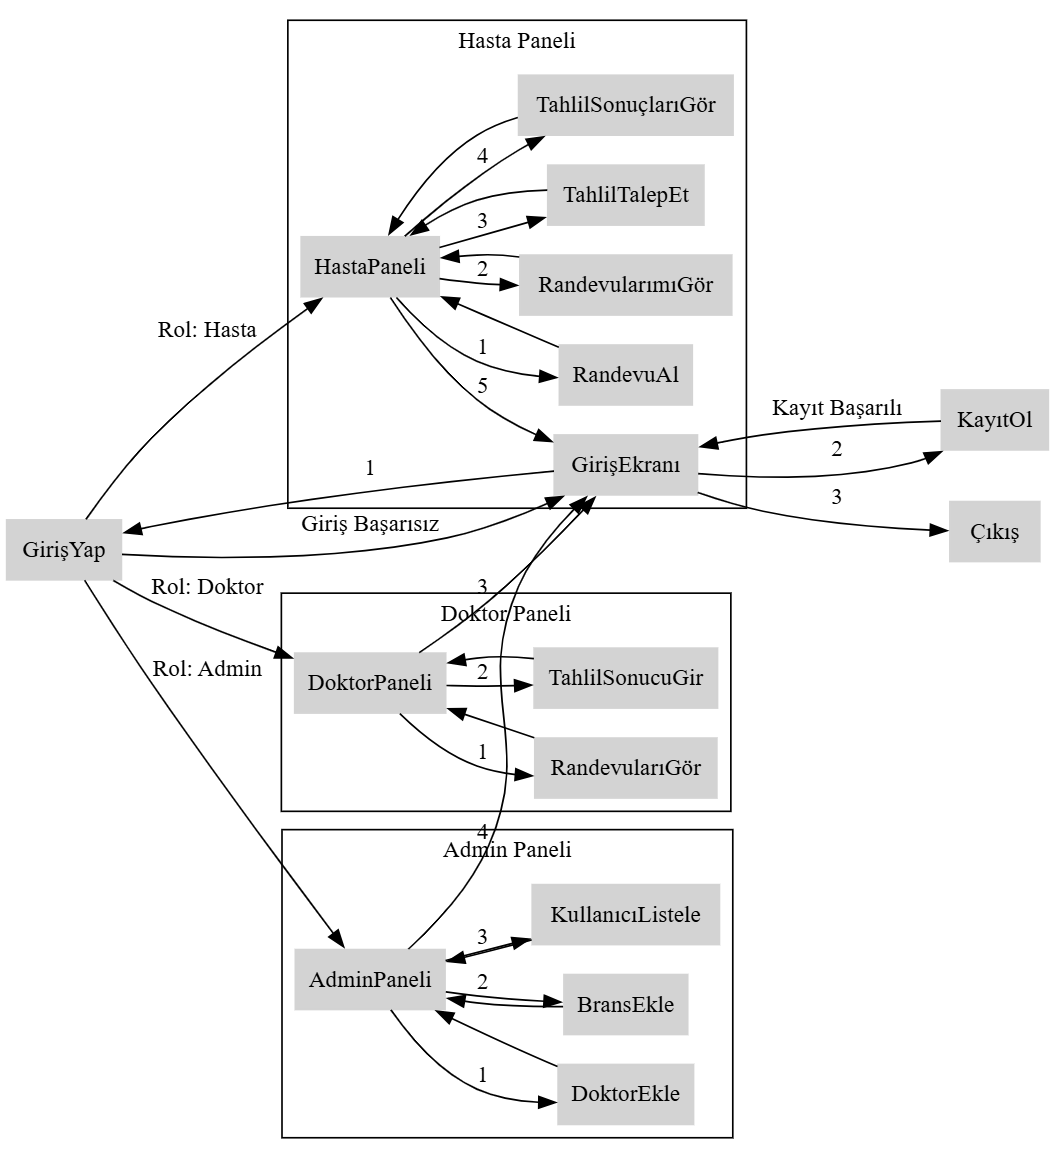 Hasta Paneli
TahlilSonuçlarıGör
4
TahlilTalepEt
3
HastaPaneli
2
RandevularımıGör
Rol: Hasta
1
RandevuAl
5
Kayıt Başarılı
KayıtOl
2
GirişEkranı
1
3
Giriş Başarısız
Çıkış
GirişYap
Rol: Doktor
3
Doktor Paneli
Rol: Admin
2
TahlilSonucuGir
DoktorPaneli
1
RandevularıGör
4
Admin Paneli
KullanıcıListele
3
AdminPaneli
2
BransEkle
1
DoktorEkle